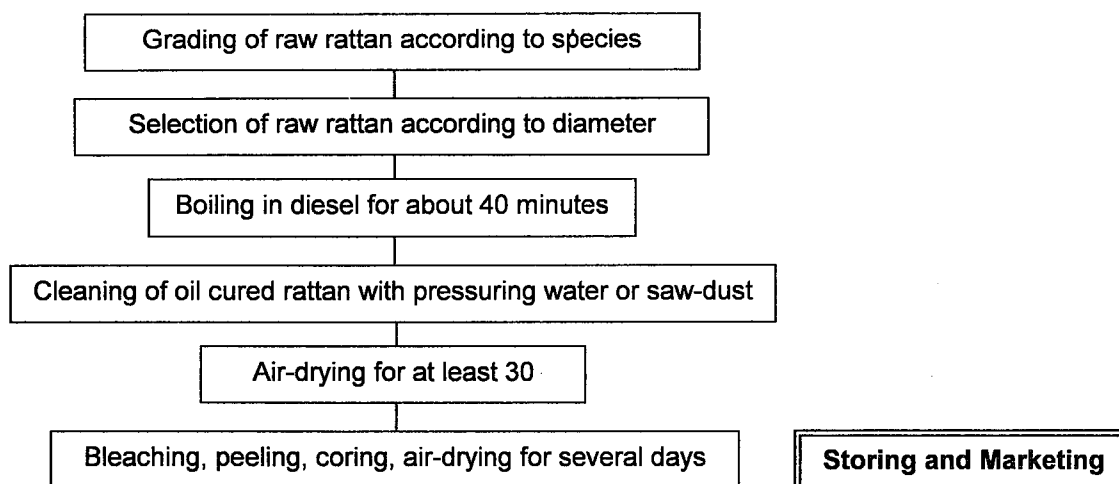 Grading of raw rattan according to species
Selection of raw rattan according to diameter
Boiling in diesel for about 40 minutes
Cleaning of oil cured rattan with pressuring water or saw-dust
Air-drying for at least 30
Bleaching, peeling, coring, air-drying for several days
Storing and Marketing